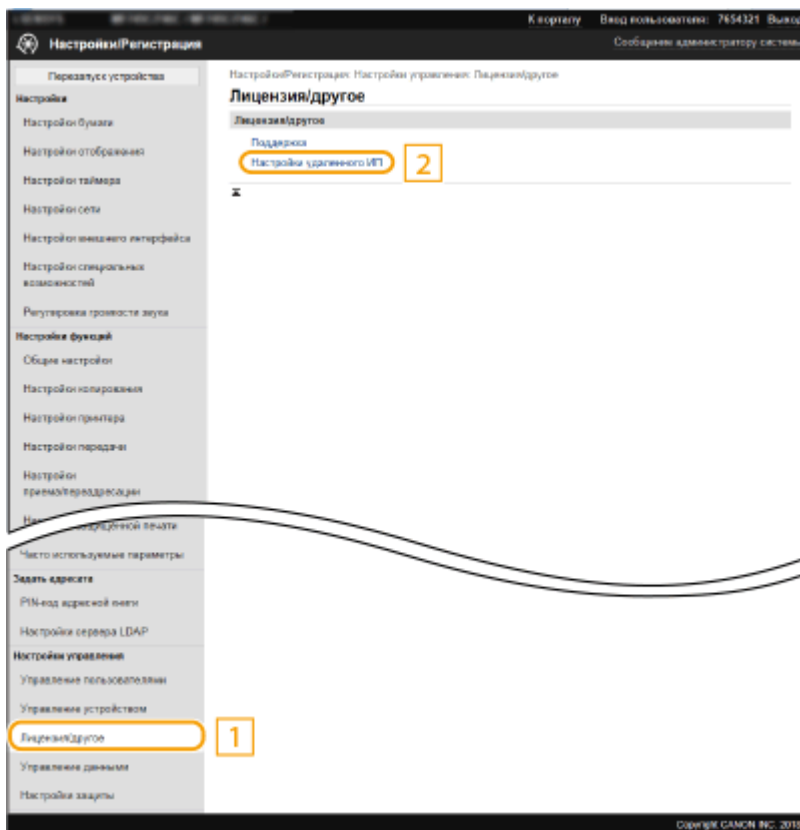 К порталу Вход пользователя: 7654321 Выход
Настройки/Регистрация Сообщение администратору системы
Перезапуск устройства
Настройки/Регистрация: Настройки управления: Лицензия/другое
Настройки
Лицензия/другое
Лицензия/другое
Настройки бумаги
Поддержка
Настройки отображения
Настройки удаленного ИП
2
Настройки таймера
Настройки сети
Настройки внешнего интерфейса
Настройки специальных
возможностей
Регулировка громкости звука
Настройки функций
Общие настройки
Настройки копирования
Настройки принтера
Настройки передачи
Настройки
приема/переадресации
защищённой печати
Часто используемые параметры
Задать адресата
PIN-код адресной книги
Настройки сервера LDAP
Настройки управления
Управление пользователями
Управление устройством
Лицензия/другое
1
Управление данными
Настройки защиты
Copyright CANON INC. 2018